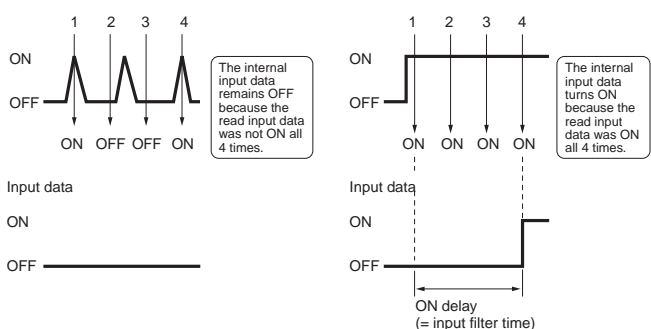 1 2 3 4
ON
OFF
ON OFF OFF ON
The internal
input data
remains OFF
because the
read input data
was not ON all
4 times.
Input data
ON
OFF
1 2 3 4
ON
OFF
ON ON ON ON
The internal
input data
turns ON
because the
read input
data was ON
all 4 times.
Input data
ON
OFF
ON delay
(= input filter time)